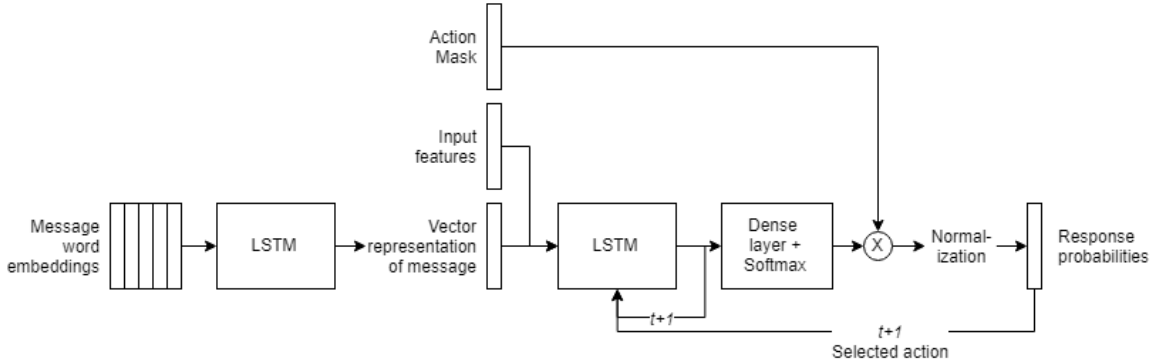 Action
Mask
Input
features
Message
word
embeddings
LSTM
Vector
representation
of message
LSTM
t+1
Dense
layer +
Softmax
X
Normal-
ization
Response
probabilities
t+1
Selected action